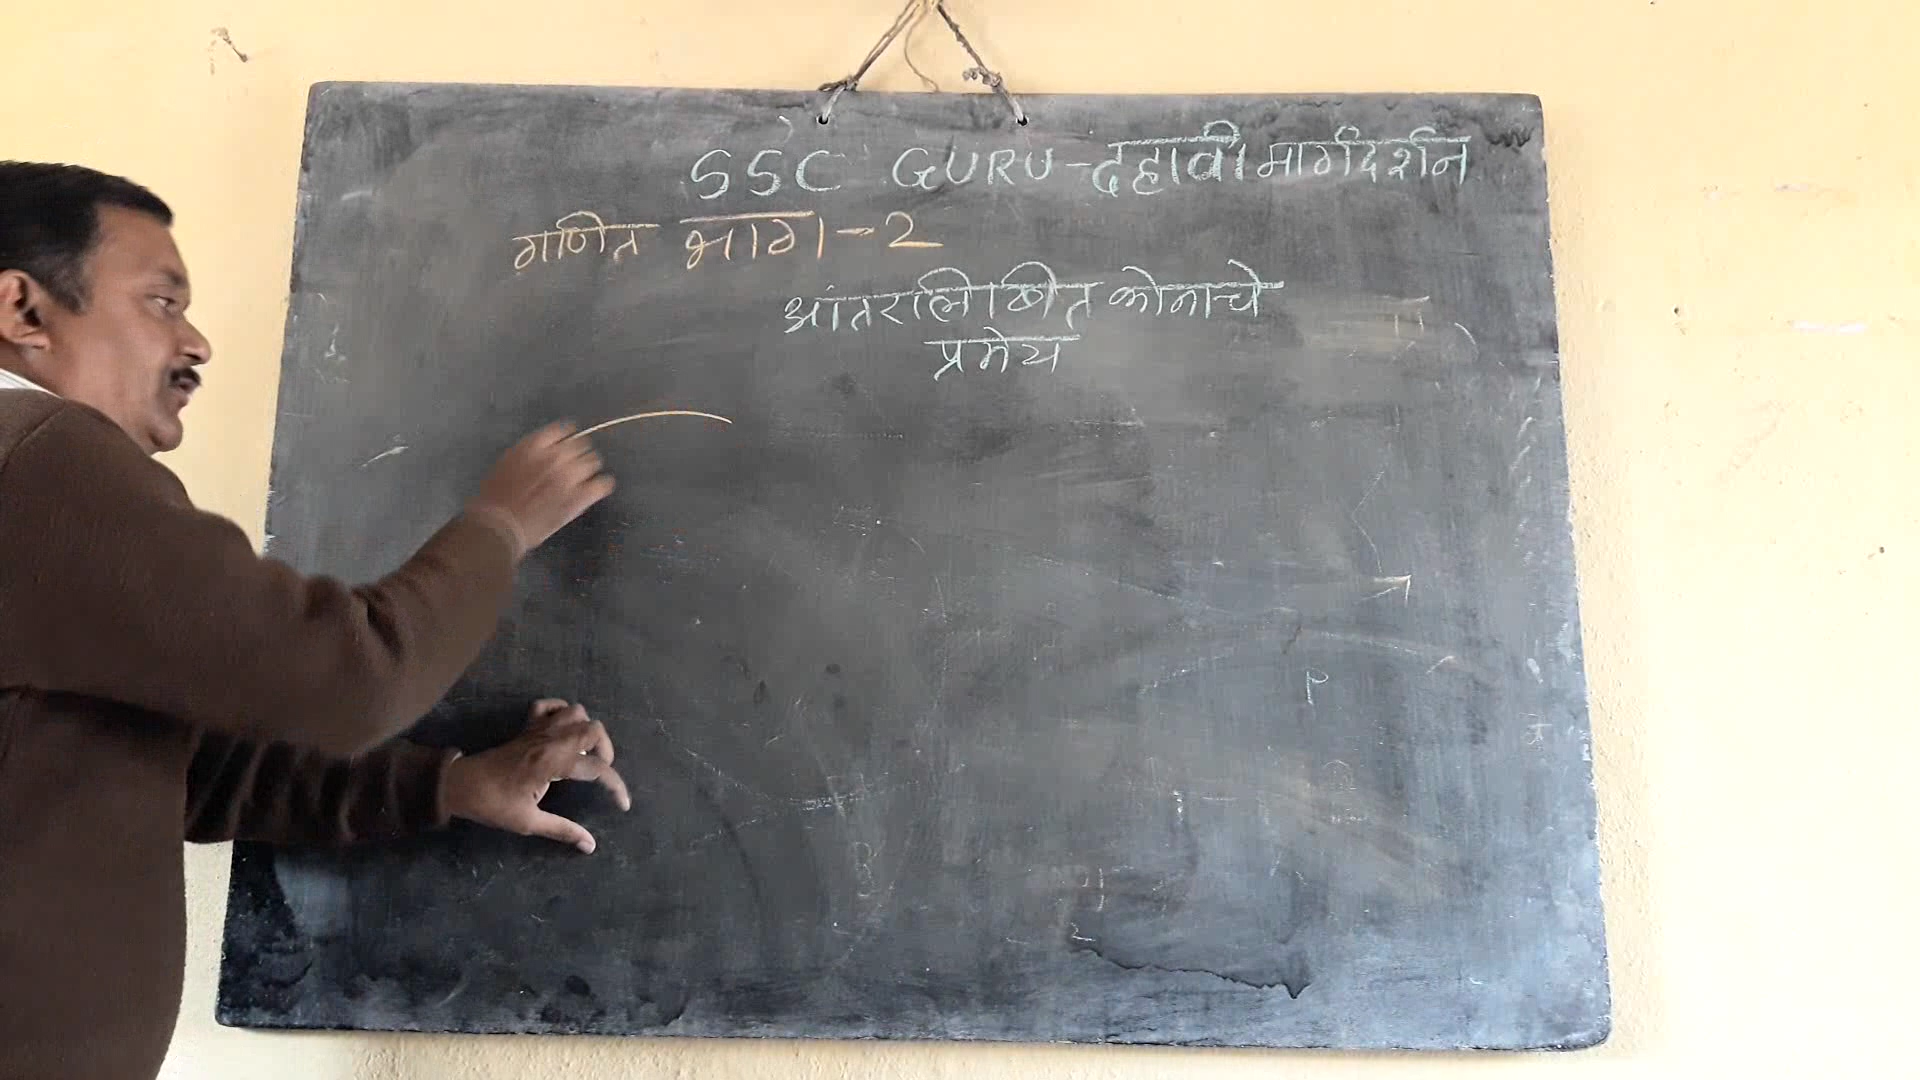 SSC GURU-दहावी मार्गदर्शन
गणित भाग-2
आंतरलिखित कोनाचे
प्रमेय
P